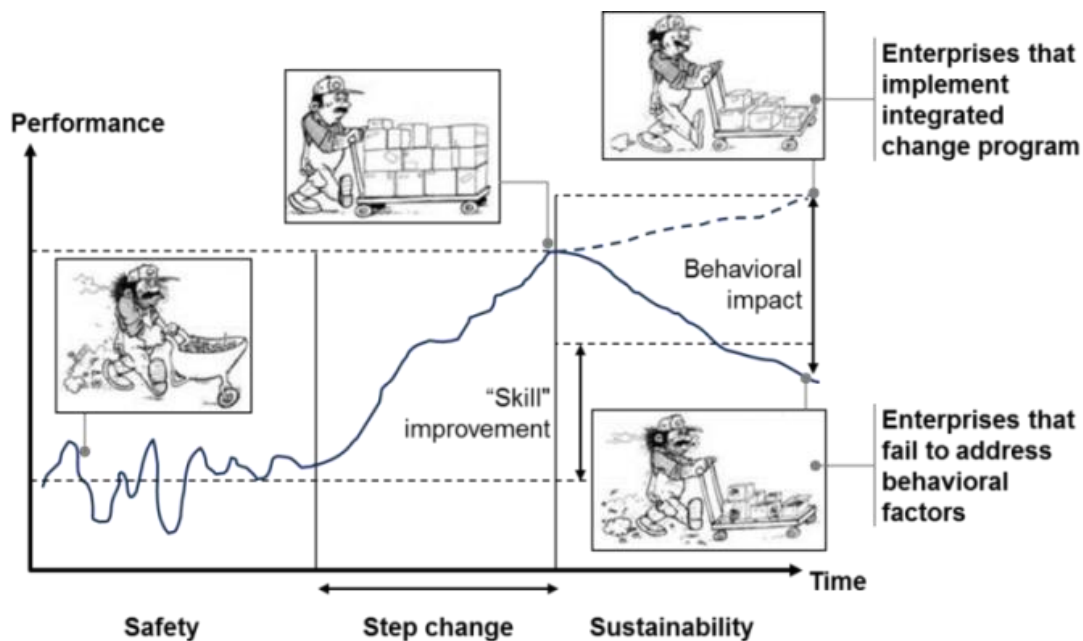 Performance
Enterprises that
implement
integrated
change program
Behavioral
impact
“Skill"
improvement
Enterprises that
fail to address
behavioral
factors
Time
Safety
Step change
Sustainability